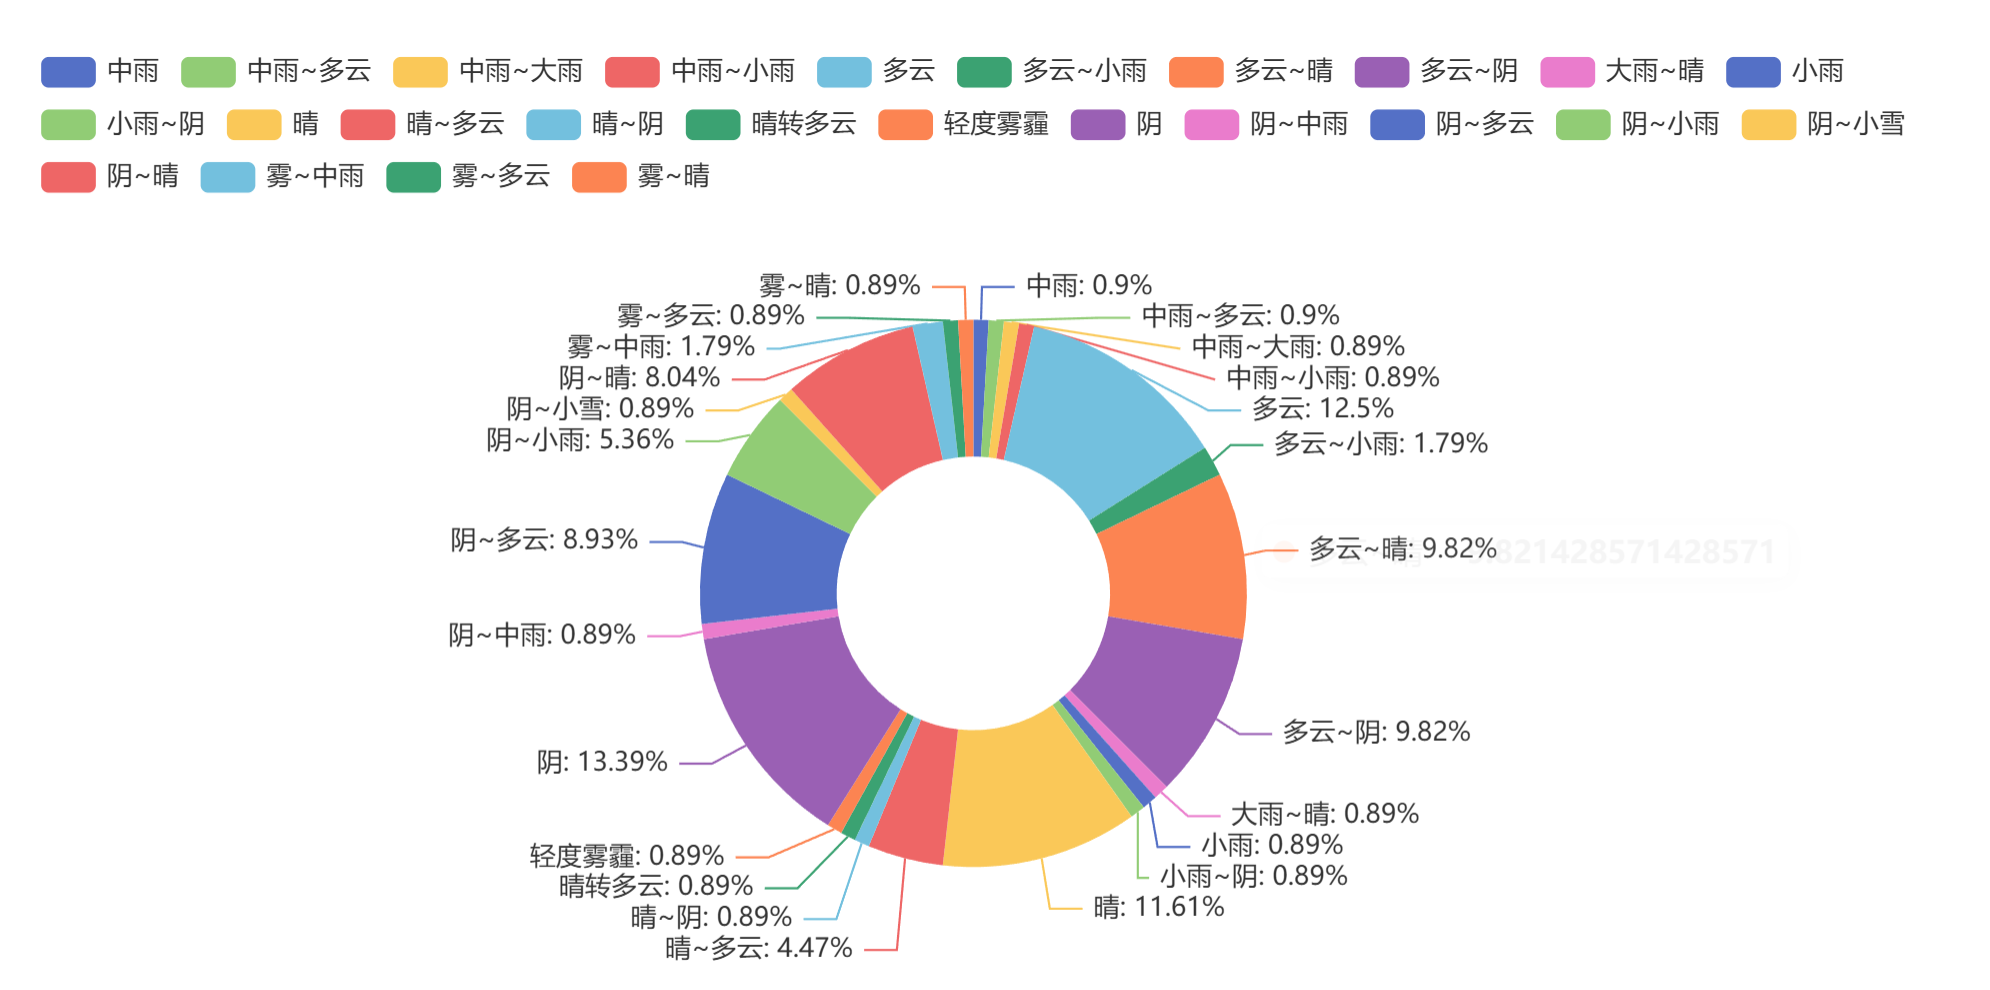 中雨 中雨~多云 中雨~大雨 中雨~小雨 多云 多云~小雨 多云~晴 多云~阴 大雨~晴 小雨
小雨~阴 晴 晴~多云 晴~阴 晴转多云 轻度雾霾 阴 阴~中雨 阴~多云 阴~小雨 阴~小雪
阴~晴 雾~中雨 雾~多云 雾~晴
雾~晴: 0.89%
中雨: 0.9%
雾~多云: 0.89%
中雨~多云: 0.9%
雾~中雨: 1.79%
中雨~大雨: 0.89%
阴~晴: 8.04%
中雨~小雨: 0.89%
阴~小雪: 0.89%
多云: 12.5%
阴~小雨: 5.36%
多云~小雨: 1.79%
阴~多云: 8.93%
多云~晴: 9.82%
.821428571428571
阴~中雨: 0.89%
多云~阴: 9.82%
阴: 13.39%
大雨~晴: 0.89%
小雨: 0.89%
轻度雾霾: 0.89%
小雨~阴: 0.89%
晴转多云: 0.89%
晴: 11.61%
晴~阴: 0.89%
晴~多云: 4.47%